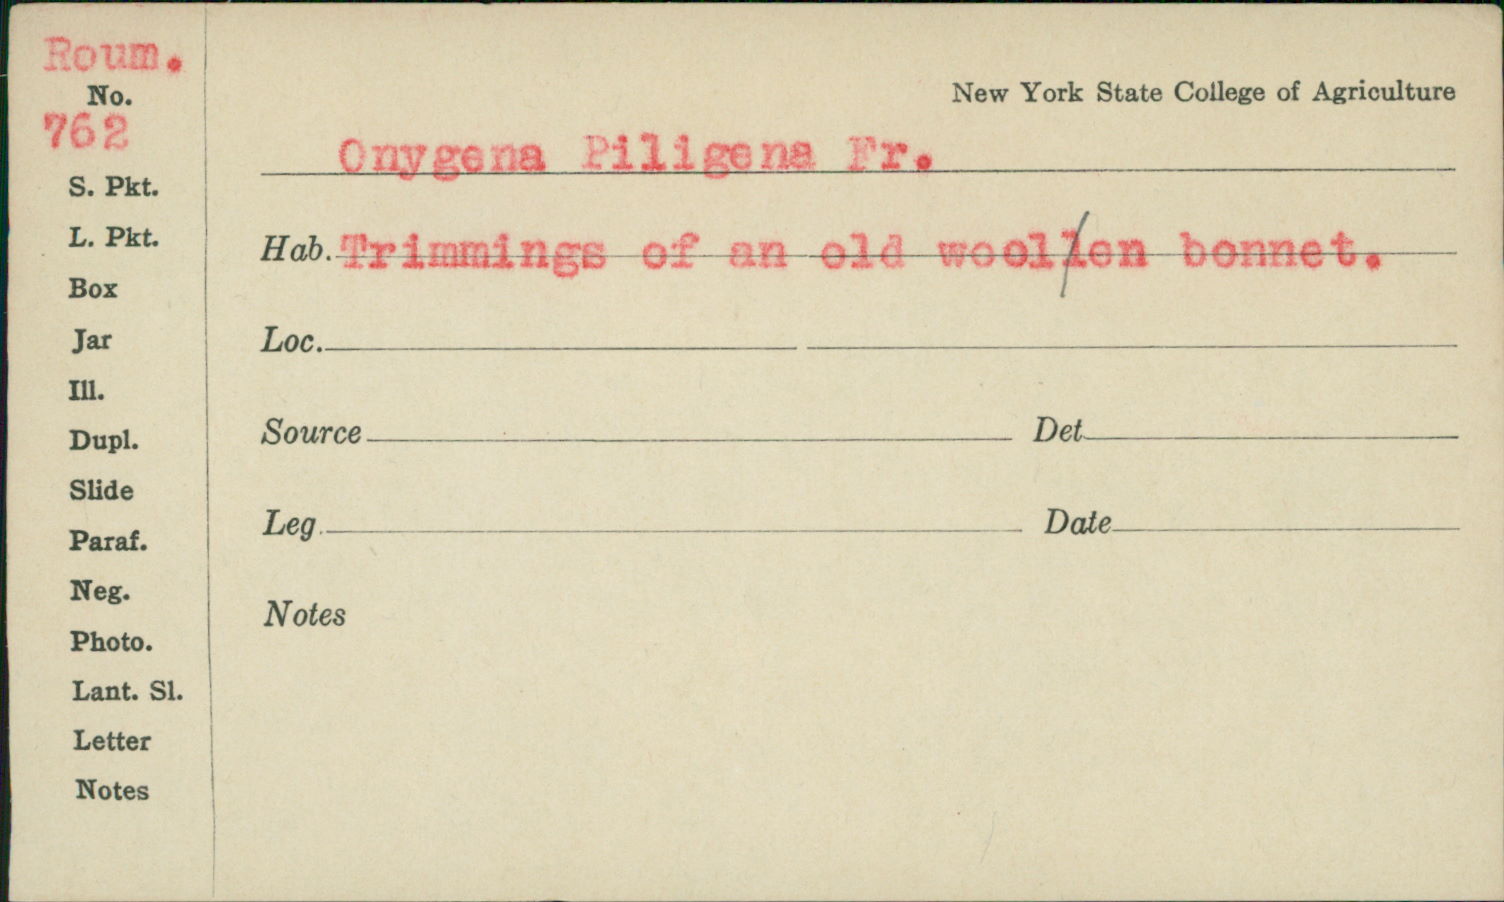 Roum.
No.
762
S. Pkt.
L. Pkt.
Box
Jar
Ill.
Dupl.
Slide
Paraf.
Neg.
Photo.
Lant. Sl.
Letter
Notes
New York State College of Agriculture
Onygena Piligena Fr.
Hab. Trimmings of an old woollen bonnet.
Loc.
Source Det
Leg. Date
Notes